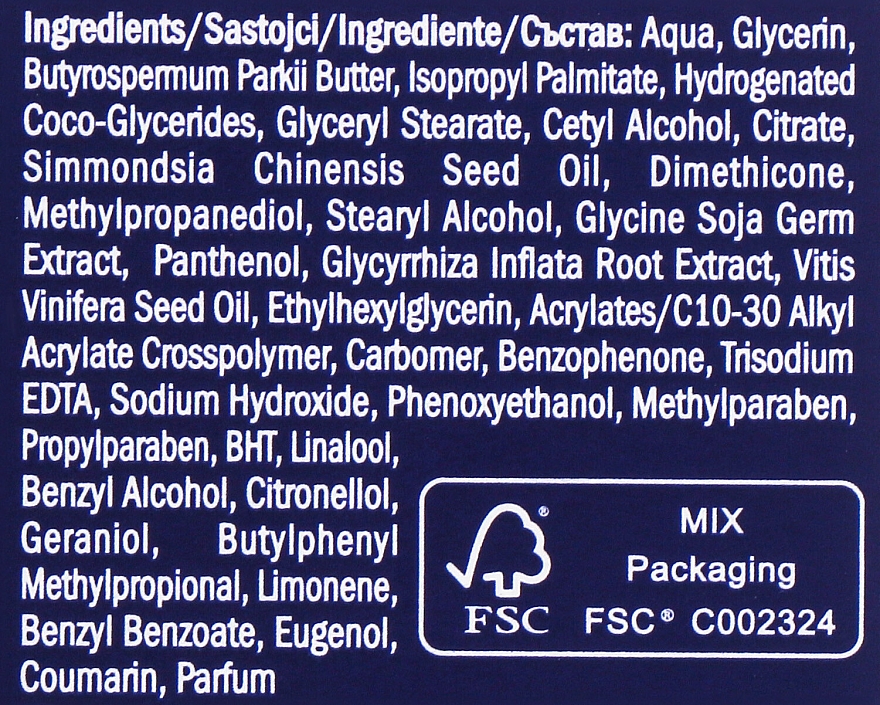 Ingredients/Sastojci/Ingrediente/Състав: Aqua, Glycerin,
Butyrospermum Parkii Butter, Isopropyl Palmitate, Hydrogenated
Coco-Glycerides, Glyceryl Stearate, Cetyl Alcohol, Citrate,
Simmondsia Chinensis Seed Oil, Dimethicone,
Methylpropanediol, Stearyl Alcohol, Glycine Soja Germ
Extract, Panthenol, Glycyrrhiza Inflata Root Extract, Vitis
Vinifera Seed Oil, Ethylhexylglycerin, Acrylates/C10-30 Alkyl
Acrylate Crosspolymer, Carbomer, Benzophenone, Trisodium
EDTA, Sodium Hydroxide, Phenoxyethanol, Methylparaben,
Propylparaben, BHT, Linalool,
Benzyl Alcohol, Citronellol,
Geraniol, Butylphenyl
Methylpropional, Limonene,
Benzyl Benzoate, Eugenol,
Coumarin, Parfum
®
FSC
MIX
Packaging
FSC® C002324